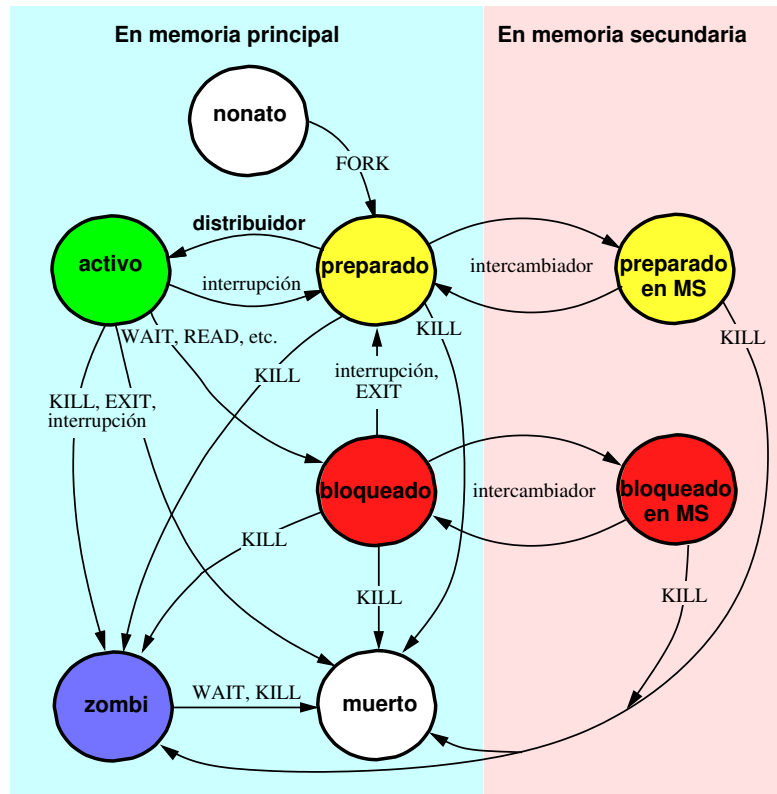 En memoria principal
En memoria secundaria
nonato
FORK
distribuidor
activo
preparado
intercambiador
preparado
en MS
interrupción
WAIT, READ, etc.
KILL
KILL
KILL
interrupción,
EXIT
KILL, EXIT,
interrupción
bloqueado
intercambiador
bloqueado
en MS
KILL
KILL
KILL
zombi
WAIT, KILL
muerto